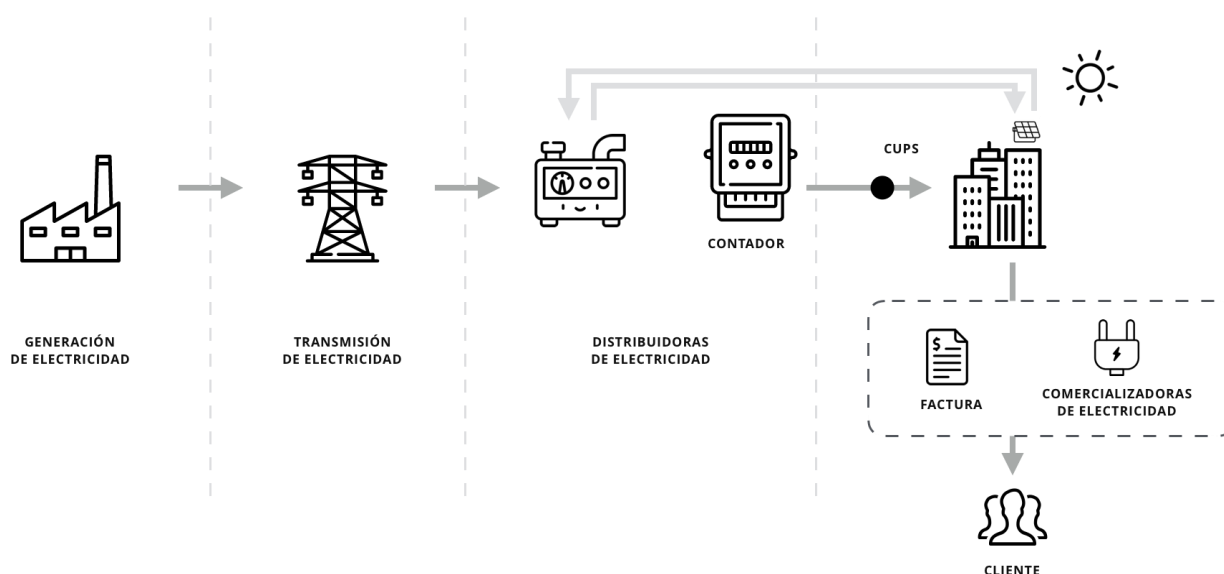 CUPS
CONTADOR
GENERACIÓN
DE ELECTRICIDAD
TRANSMISIÓN
DE ELECTRICIDAD
DISTRIBUIDORAS
DE ELECTRICIDAD
$
FACTURA
COMERCIALIZADORAS
DE ELECTRICIDAD
CLIENTE